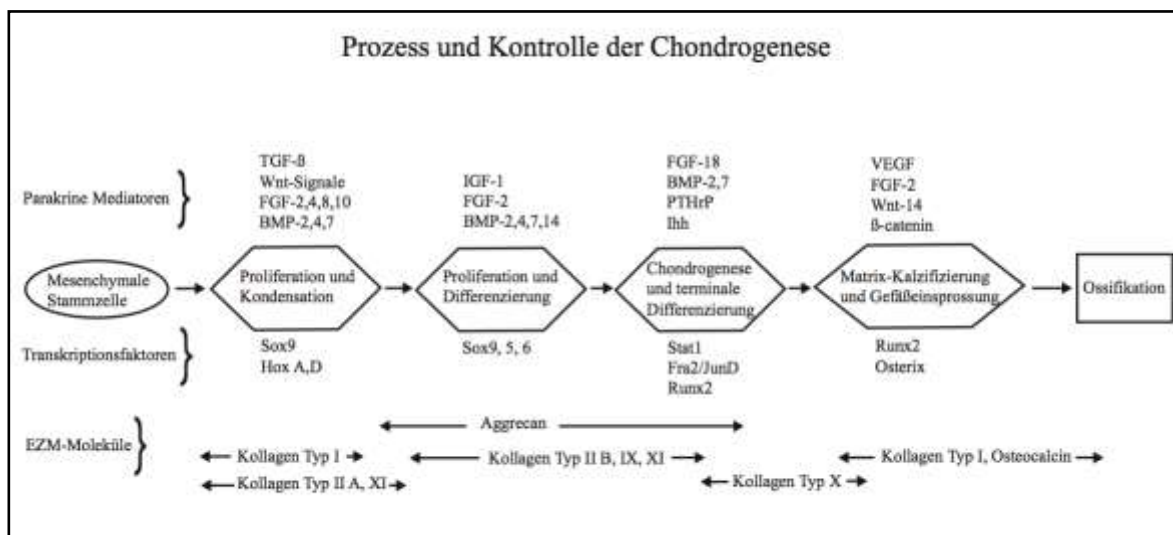 Prozess und Kontrolle der Chondrogenese
Parakrine Mediatoren
TGF-ß
Wnt-Signale
FGF-2,4,8,10
BMP-2,4,7
IGF-1
FGF-2
BMP-2,4,7,14
FGF-18
BMP-2,7
PTHrP
Ihh
VEGF
FGF-2
Wnt-14
ß-catenin
Mesenchymale
Stammzelle
Proliferation und
Kondensation
Proliferation und
Differenzierung
Chondrogenese
und terminale
Differenzierung
Matrix-Kalzifizierung
und Gefäßeinsprossung
Ossifikation
Transkriptionsfaktoren
Sox9
Hox A,D
Sox9, 5, 6
Stat1
Fra2/JunD
Runx2
Runx2
Osterix
EZM-Moleküle
Aggrecan
Kollagen Typ I
Kollagen Typ II B, IX, XI
Kollagen Typ I, Osteocalcin
Kollagen Typ II A, XI
Kollagen Typ X